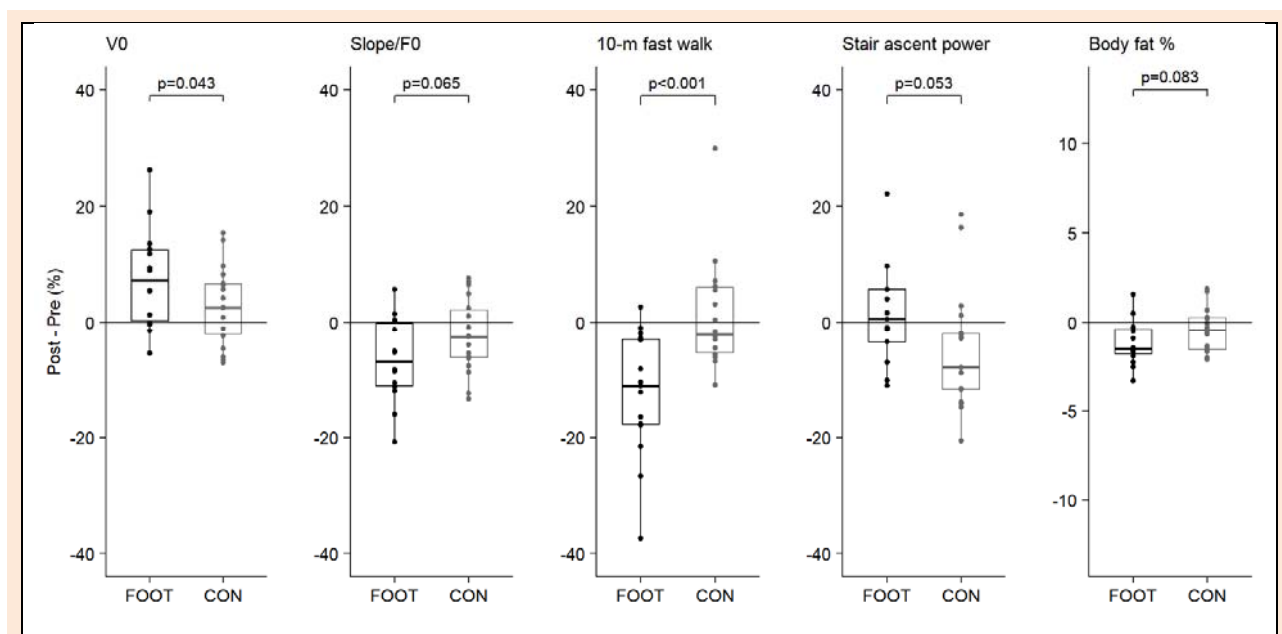 V0 Slope/F0 10-m fast walk Stair ascent power Body fat %
p=0.043 p=0.065 p<0.001 p=0.053 p=0.083
40 40 40 40
10
20 20 20 20
5
0 0 0 0 0
-5
-20 -20 -20 -20
-10
-40 -40 -40 -40
Post - Pre (%)
FOOT CON FOOT CON FOOT CON FOOT CON FOOT CON